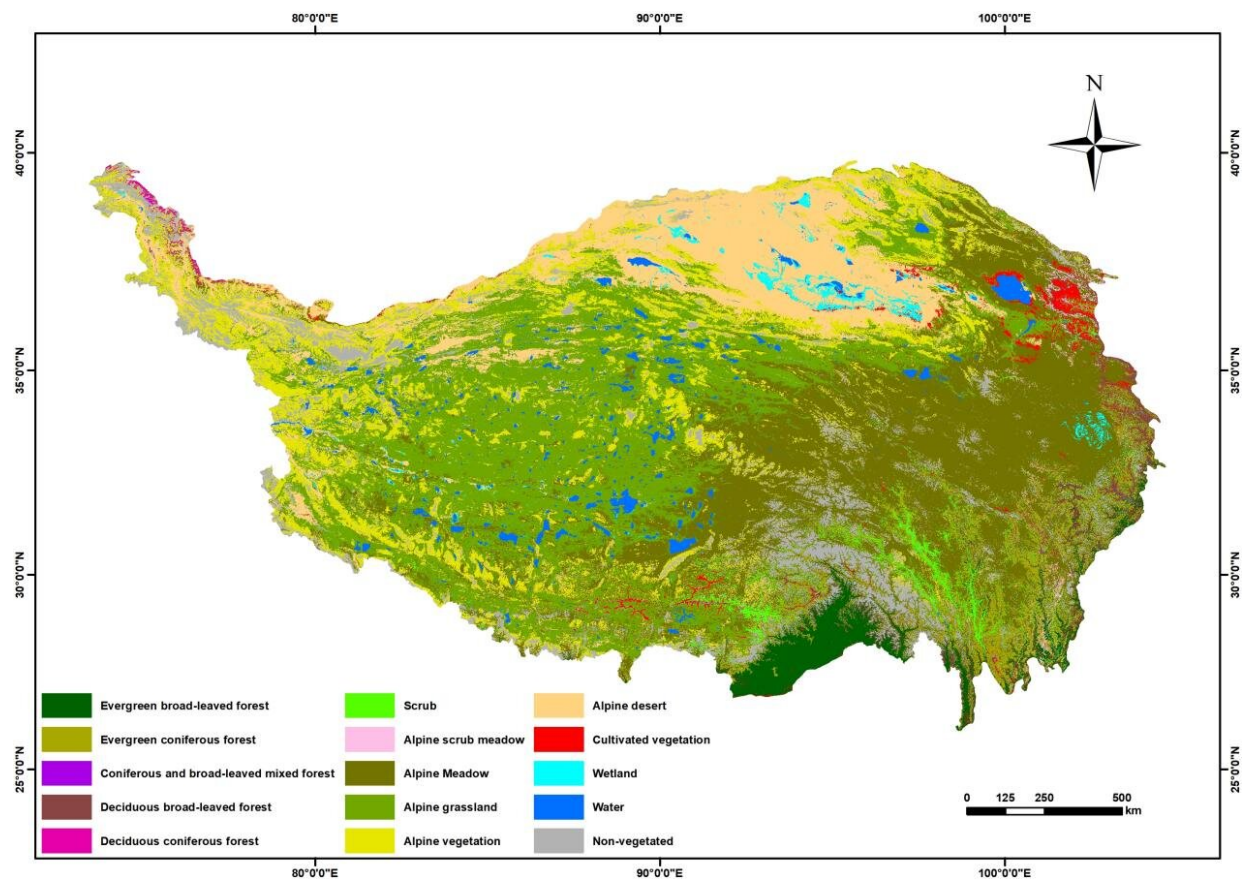 80°0'0"E 90°0'0"E 100°0'0"E
N
40°0'0"N 40°0'0"N
35°0'0"N 35°0'0"N
30°0'0"N 30°0'0"N
25°0'0"N 25°0'0"N
Evergreen broad-leaved forest
Evergreen coniferous forest
Coniferous and broad-leaved mixed forest
Deciduous broad-leaved forest
Deciduous coniferous forest
Scrub
Alpine scrub meadow
Alpine Meadow
Alpine grassland
Alpine vegetation
Alpine desert
Cultivated vegetation
Wetland
Water
Non-vegetated
0 125 250 500
km
80°0'0"E 90°0'0"E 100°0'0"E